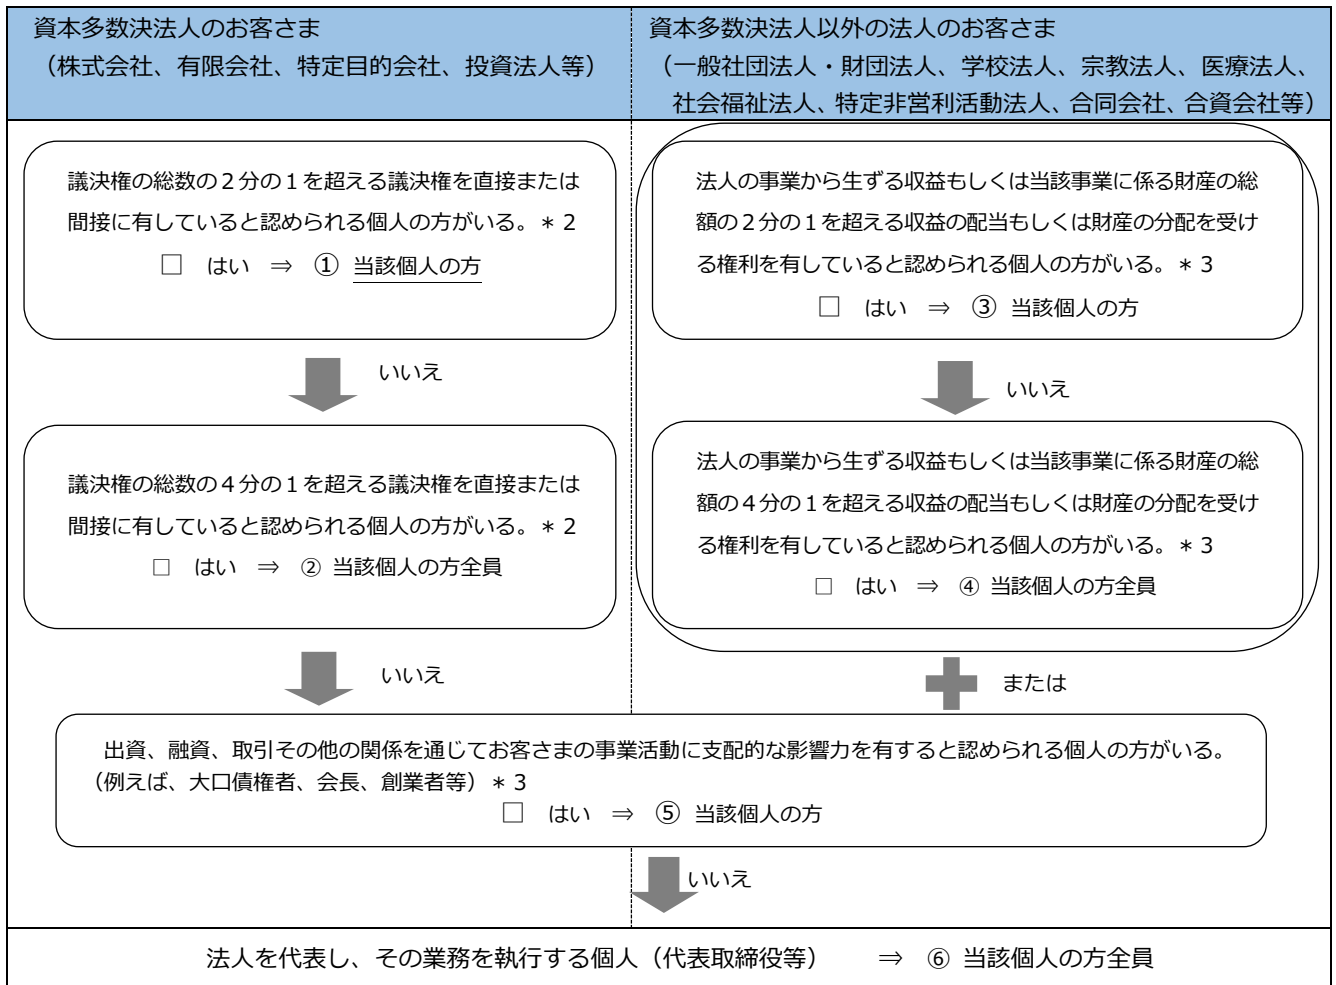 資本多数決法人のお客さま
（株式会社、有限会社、特定目的会社、投資法人等）
資本多数決法人以外の法人のお客さま
（一般社団法人・財団法人、学校法人、宗教法人、医療法人、
社会福祉法人、特定非営利活動法人、合同会社、合資会社等）
議決権の総数の２分の１を超える議決権を直接または
間接に有していると認められる個人の方がいる。＊２
□　はい　⇒　① 当該個人の方
いいえ
議決権の総数の４分の１を超える議決権を直接または
間接に有していると認められる個人の方がいる。＊２
□　はい　⇒　② 当該個人の方全員
いいえ
法人の事業から生ずる収益もしくは当該事業に係る財産の総
額の２分の１を超える収益の配当もしくは財産の分配を受け
る権利を有していると認められる個人の方がいる。＊３
□　はい　⇒　③ 当該個人の方
いいえ
法人の事業から生ずる収益もしくは当該事業に係る財産の総
額の４分の１を超える収益の配当もしくは財産の分配を受け
る権利を有していると認められる個人の方がいる。＊３
□　はい　⇒　④ 当該個人の方全員
または
出資、融資、取引その他の関係を通じてお客さまの事業活動に支配的な影響力を有すると認められる個人の方がいる。
（例えば、大口債権者、会長、創業者等）＊３
□　はい　⇒　⑤ 当該個人の方
いいえ
法人を代表し、その業務を執行する個人（代表取締役等）　　⇒　⑥ 当該個人の方全員